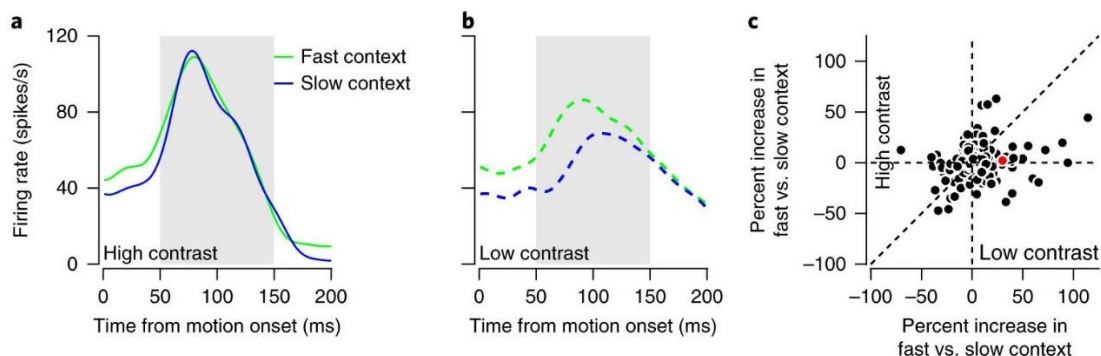 a
120
80
40
0
Firing rate (spikes/s)
Fast context
Slow context
High contrast
0 50 100 150 200
Time from motion onset (ms)
b
Low contrast
0 50 100 150 200
Time from motion onset (ms)
c
Percent increase in
fast vs. slow context
High contrast
100
50
0
−50
−100
Low contrast
−100 −50 0 50 100
Percent increase in
fast vs. slow context